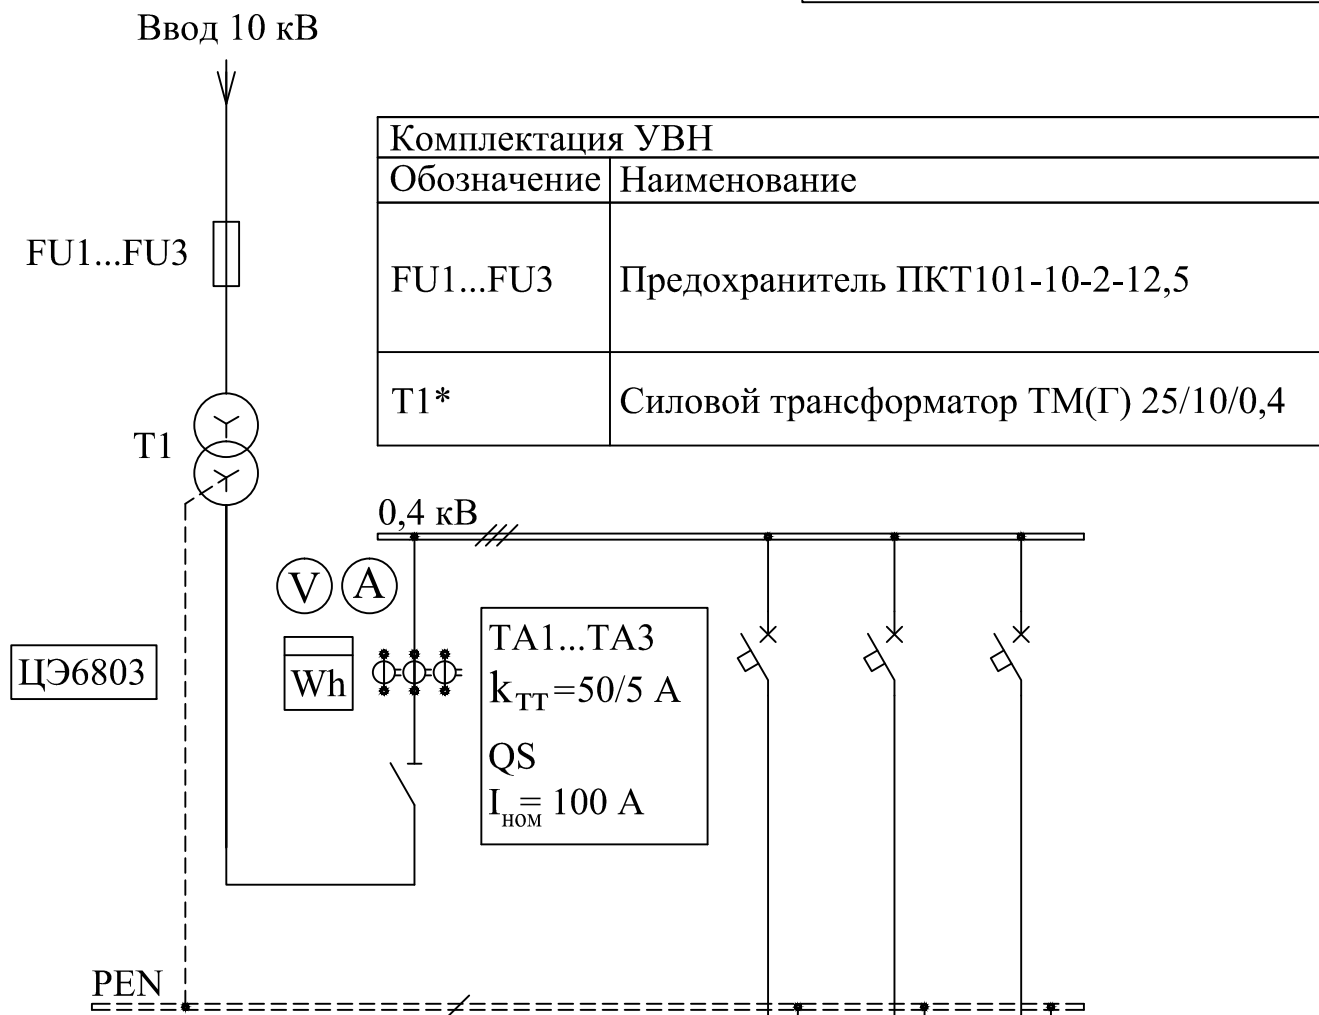 Ввод 10 кВ
Комплектация УВН
Обозначение Наименование
FU1...FU3
FU1...FU3 Предохранитель ПКТ101-10-2-12,5
T1* Силовой трансформатор ТМ(Г) 25/10/0,4
T1
0,4 кВ
V A
ЦЭ6803
Wh
TA1...TA3
kТТ=50/5 А
QS
Iном= 100 А
PEN